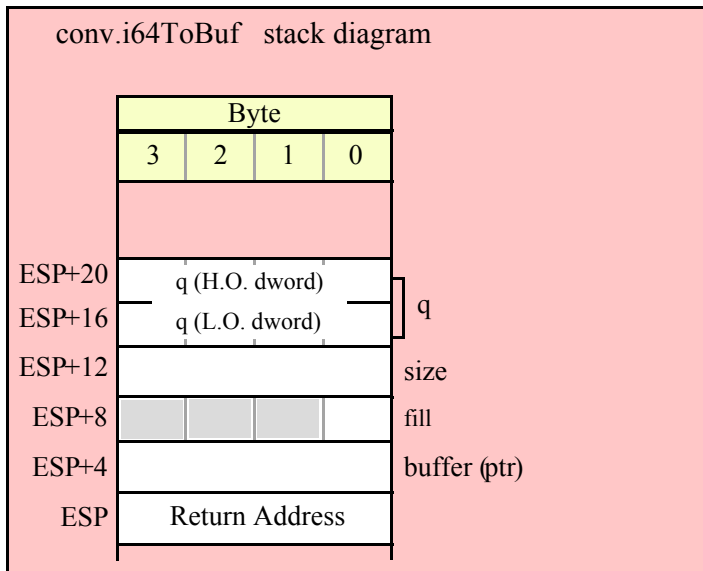 conv.i64ToBuf stack diagram
Byte
3 2 1 0
ESP+20 q (H.O. dword)
q
ESP+16 q (L.O. dword)
ESP+12 size
ESP+8 fill
ESP+4 buffer (ptr)
ESP Return Address